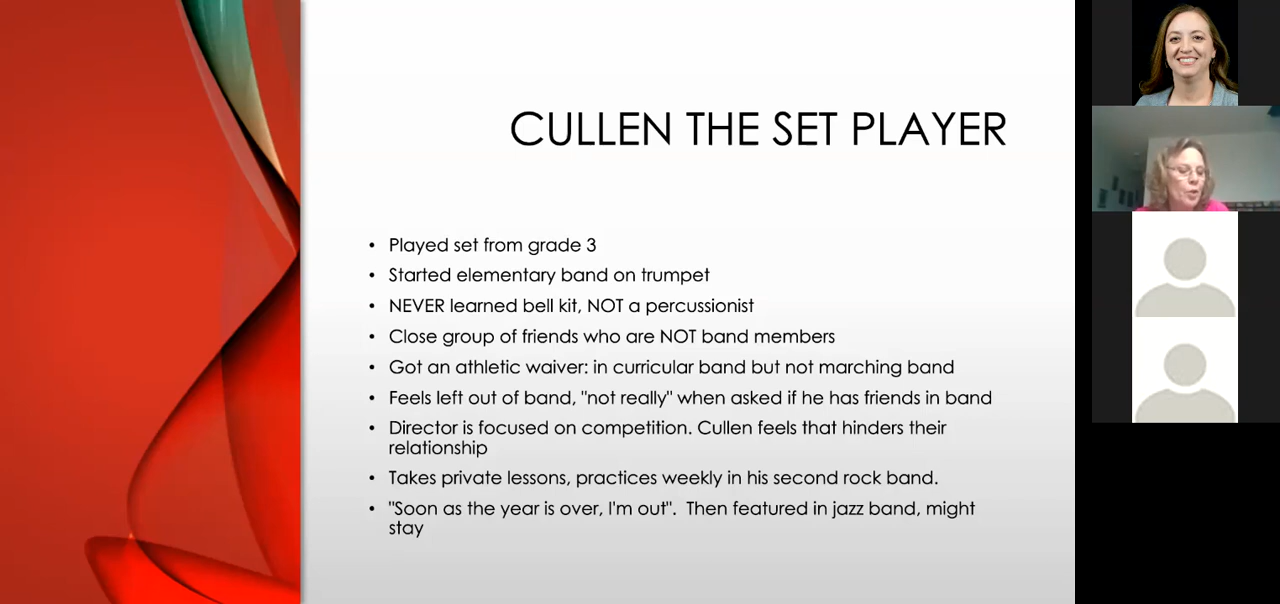 CULLEN THE SET PLAYER
• Played set from grade 3
• Started elementary band on trumpet
• NEVER learned bell kit, NOT a percussionist
• Close group of friends who are NOT band members
• Got an athletic waiver: in curricular band but not marching band
• Feels left out of band, "not really" when asked if he has friends in band
• Director is focused on competition. Cullen feels that hinders their
relationship
• Takes private lessons, practices weekly in his second rock band.
• "Soon as the year is over, I'm out".  Then featured in jazz band, might
stay